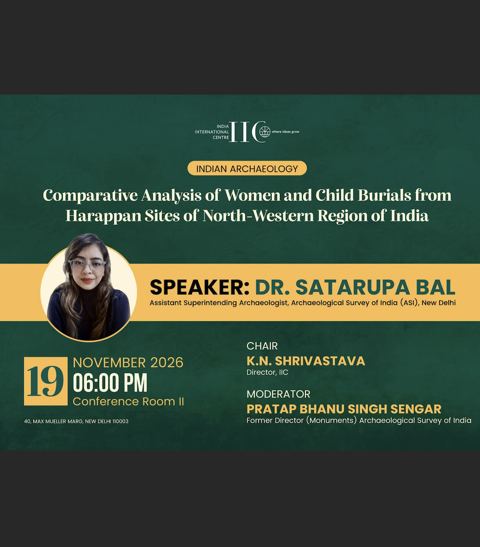 INDIA
INTERNATIONAL
CENTRE
IIC
where ideas grow
INDIAN ARCHAEOLOGY
Comparative Analysis of Women and Child Burials from
Harappan Sites of North-Western Region of India
SPEAKER: DR. SATARUPA BAL
Assistant Superintending Archaeologist, Archaeological Survey of India (ASI), New Delhi
19
NOVEMBER 2026
06:00 PM
Conference Room II
40, MAX MUELLER MARG, NEW DELHI 110003
CHAIR
K.N. SHRIVASTAVA
Director, IIC
MODERATOR
PRATAP BHANU SINGH SENGAR
Former Director (Monuments) Archaeological Survey of India